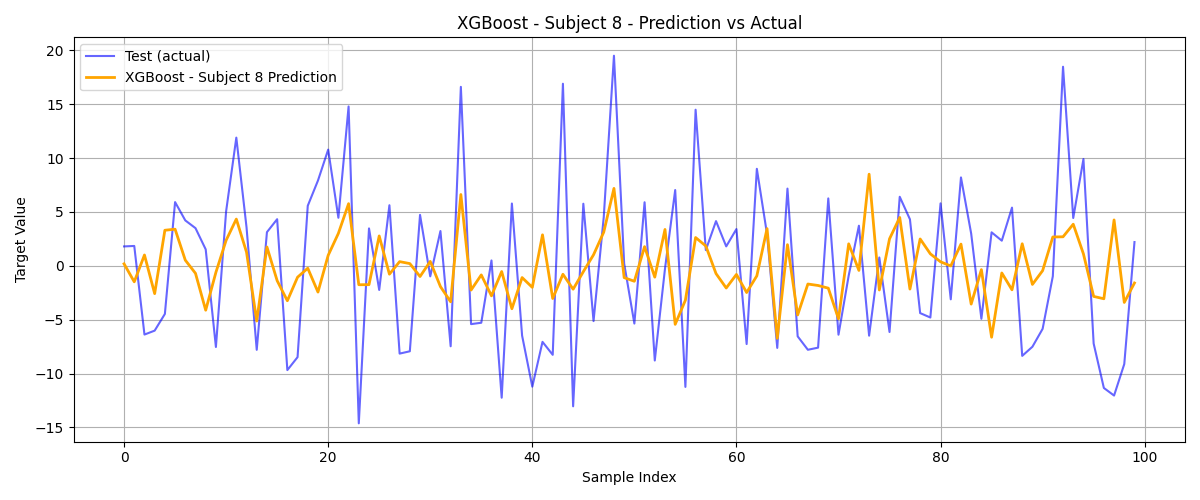 XGBoost - Subject 8 - Prediction vs Actual
Test (actual)
XGBoost - Subject 8 Prediction
Target Value
20
15
10
5
0
−5
−10
−15
0 20 40 60 80 100
Sample Index